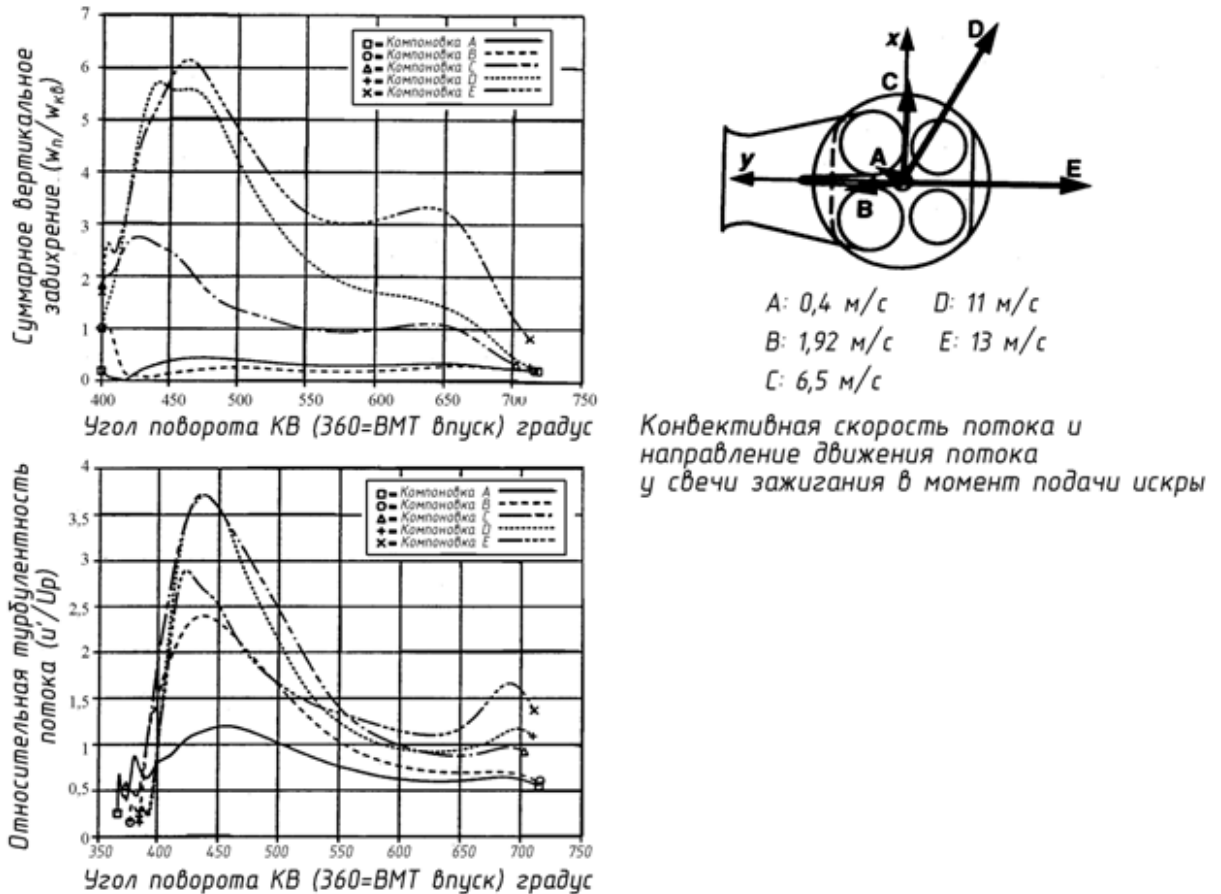 Суммарное вертикальное
завихрение (wп/wкв)
7
6
5
4
3
2
1
0
Компоновка A
Компоновка B
Компоновка C
Компоновка D
Компоновка E
400 450 500 550 600 650 700 750
Угол поворота КВ (360=ВМТ впуск) градус
Относительная турбулентность
потока (u'/Up)
4
3,5
3
2,5
2
1,5
1
0,5
0
Компоновка A
Компоновка B
Компоновка C
Компоновка D
Компоновка E
350 400 450 500 550 600 650 700 750
Угол поворота КВ (360=ВМТ впуск) градус
x
D
C
A
y
E
B
A: 0,4 м/с D: 11 м/с
B: 1,92 м/с E: 13 м/с
C: 6,5 м/с
Конвективная скорость потока и
направление движения потока
у свечи зажигания в момент подачи искры